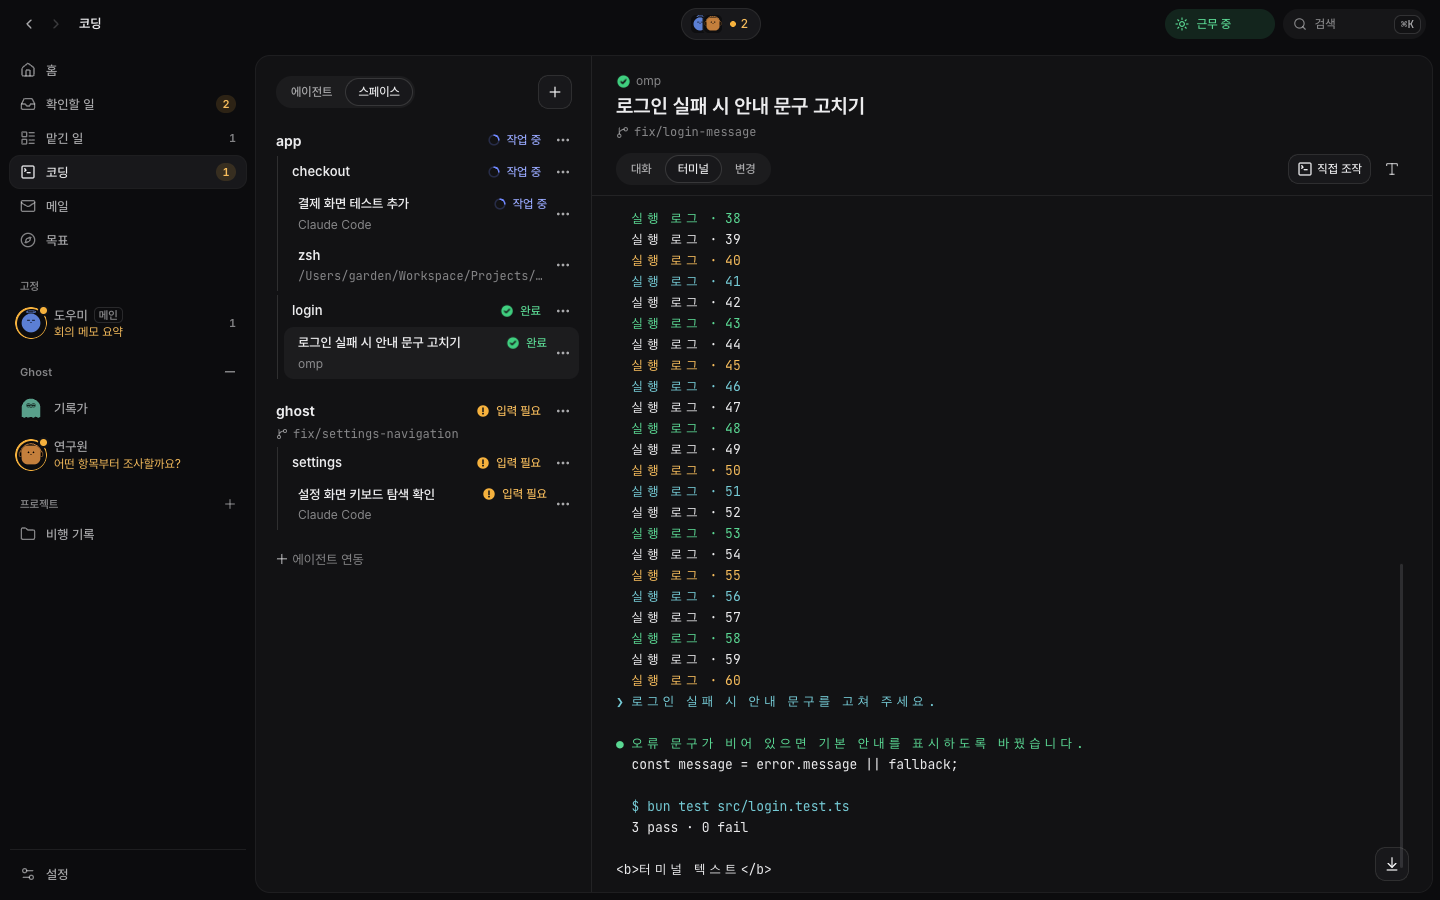 코딩
2
근무 중
검색
⌘K
홈
확인할 일 2
맡긴 일 1
코딩 1
메일
목표
고정
도우미 메인
회의 메모 요약
1
Ghost
기록가
연구원
어떤 항목부터 조사할까요?
프로젝트
비행 기록
설정
에이전트 스페이스
app 작업 중
checkout 작업 중
결제 화면 테스트 추가 작업 중
Claude Code
zsh
/Users/garden/Workspace/Projects/…
login 완료
로그인 실패 시 안내 문구 고치기 완료
omp
ghost 입력 필요
fix/settings-navigation
settings 입력 필요
설정 화면 키보드 탐색 확인 입력 필요
Claude Code
에이전트 연동
omp
로그인 실패 시 안내 문구 고치기
fix/login-message
대화 터미널 변경
직접 조작
실행 로그 · 38
실행 로그 · 39
실행 로그 · 40
실행 로그 · 41
실행 로그 · 42
실행 로그 · 43
실행 로그 · 44
실행 로그 · 45
실행 로그 · 46
실행 로그 · 47
실행 로그 · 48
실행 로그 · 49
실행 로그 · 50
실행 로그 · 51
실행 로그 · 52
실행 로그 · 53
실행 로그 · 54
실행 로그 · 55
실행 로그 · 56
실행 로그 · 57
실행 로그 · 58
실행 로그 · 59
실행 로그 · 60
❯ 로그인 실패 시 안내 문구를 고쳐 주세요.
● 오류 문구가 비어 있으면 기본 안내를 표시하도록 바꿨습니다.
const message = error.message || fallback;
$ bun test src/login.test.ts
3 pass · 0 fail
<b>터미널 텍스트</b>